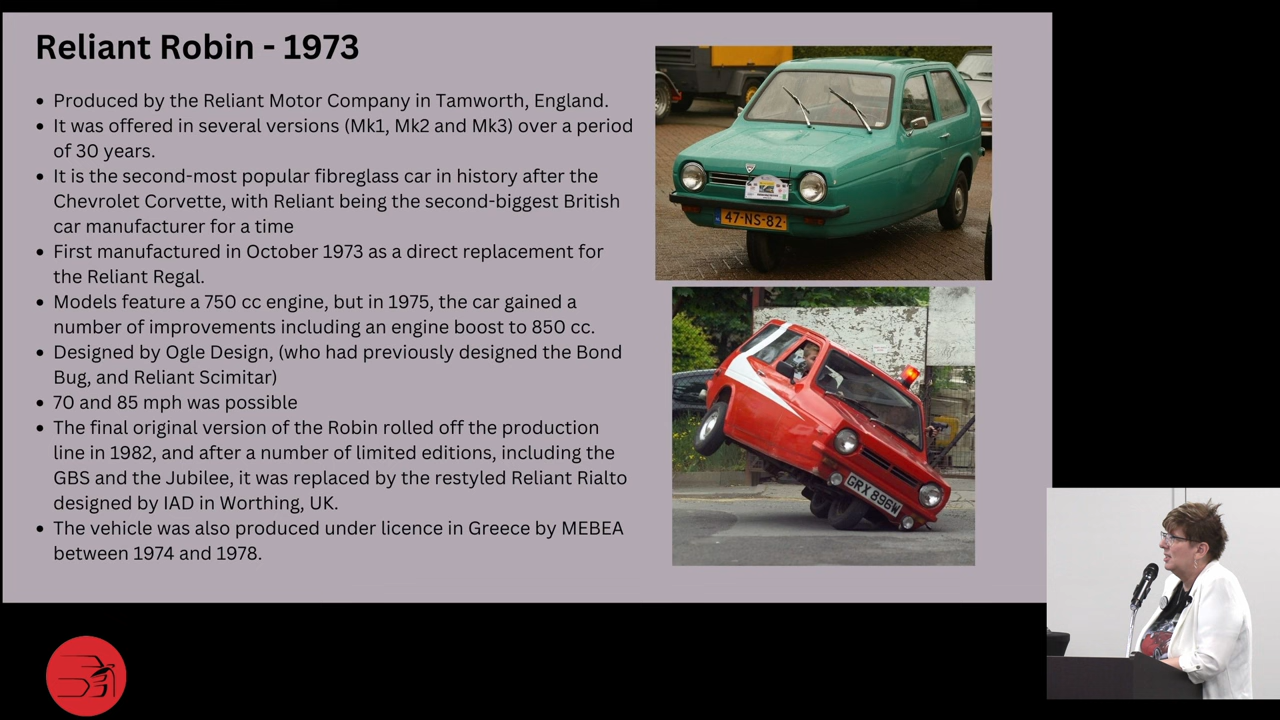 Reliant Robin - 1973
• Produced by the Reliant Motor Company in Tamworth, England.
• It was offered in several versions (Mk1, Mk2 and Mk3) over a period
of 30 years.
• It is the second-most popular fibreglass car in history after the
Chevrolet Corvette, with Reliant being the second-biggest British
car manufacturer for a time
• First manufactured in October 1973 as a direct replacement for
the Reliant Regal.
• Models feature a 750 cc engine, but in 1975, the car gained a
number of improvements including an engine boost to 850 cc.
• Designed by Ogle Design, (who had previously designed the Bond
Bug, and Reliant Scimitar)
• 70 and 85 mph was possible
• The final original version of the Robin rolled off the production
line in 1982, and after a number of limited editions, including the
GBS and the Jubilee, it was replaced by the restyled Reliant Rialto
designed by IAD in Worthing, UK.
• The vehicle was also produced under licence in Greece by MEBEA
between 1974 and 1978.
47-NS-82
GRX 896W